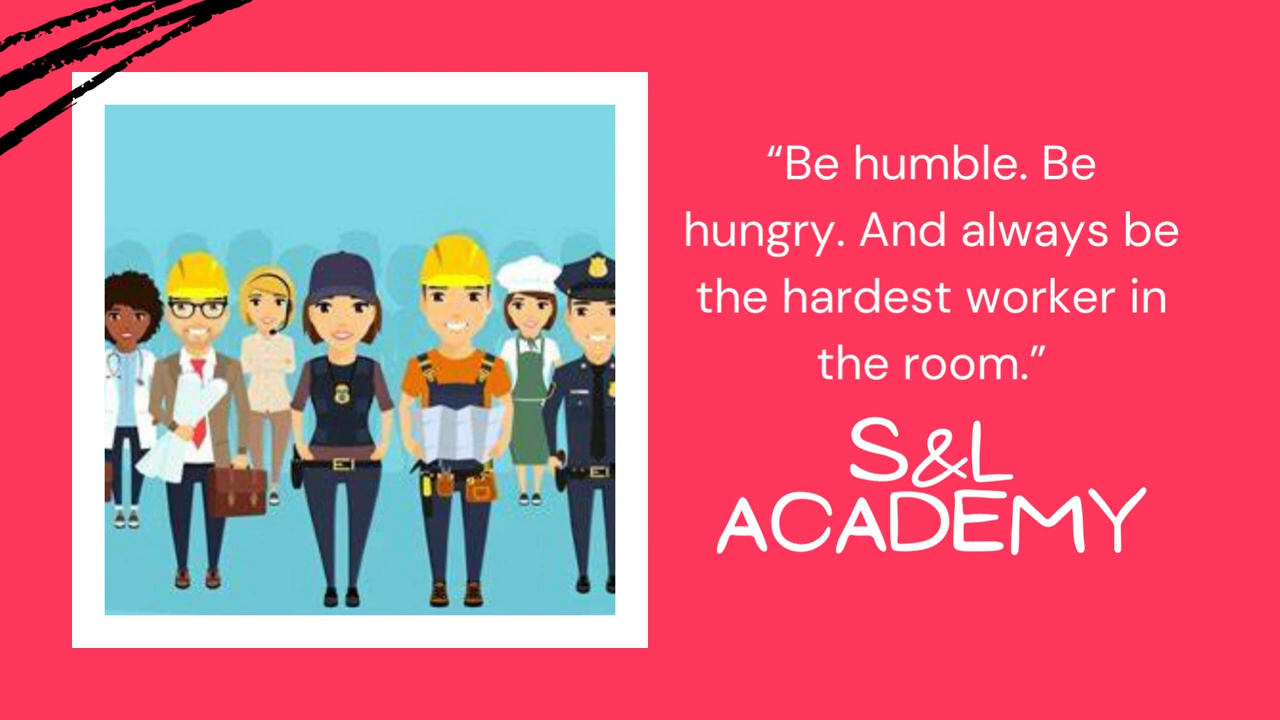 “Be humble. Be
hungry. And always be
the hardest worker in
the room.”
S&L
ACADEMY